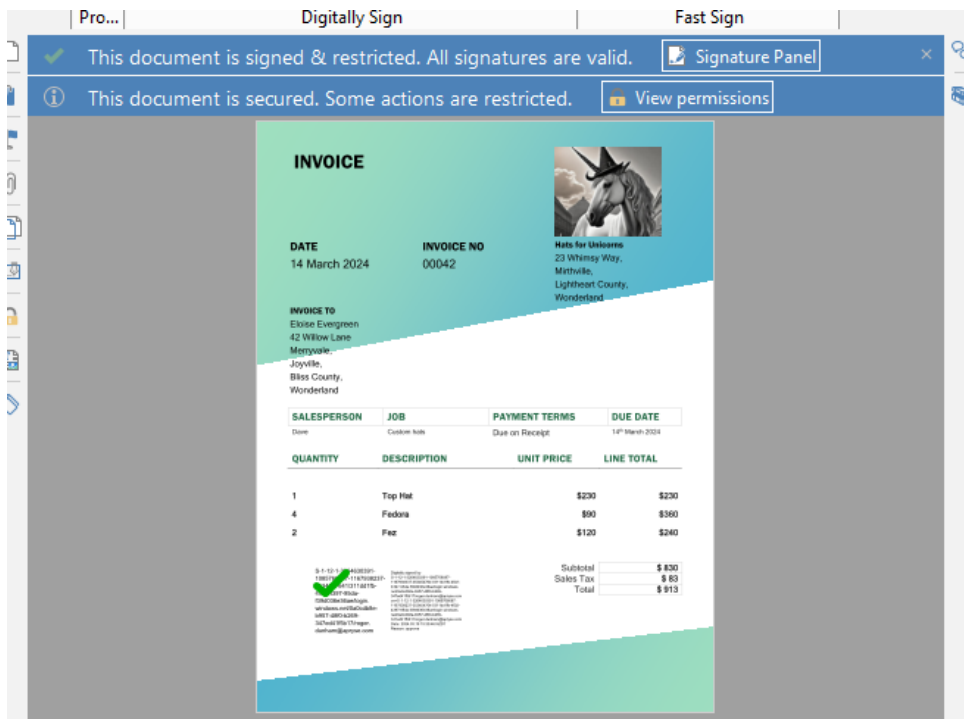 Pro...
Digitally Sign
Fast Sign
This document is signed & restricted. All signatures are valid.
Signature Panel
This document is secured. Some actions are restricted.
View permissions
INVOICE
DATE
INVOICE NO
14 March 2024
00042
Hats for Unicorns
23 Whimsy Way,
Mirthville,
Lightheart County,
Wonderland
INVOICE TO
Eloise Evergreen
42 Willow Lane
Merryvale,
Joyville,
Bliss County,
Wonderland
SALESPERSON JOB PAYMENT TERMS DUE DATE
Dave Custom hats Due on Receipt 14th March 2024
QUANTITY DESCRIPTION UNIT PRICE LINE TOTAL
1 Top Hat $230 $230
4 Fedora $90 $360
2 Fez $120 $240
Subtotal $ 830
Sales Tax $ 83
Total $ 913